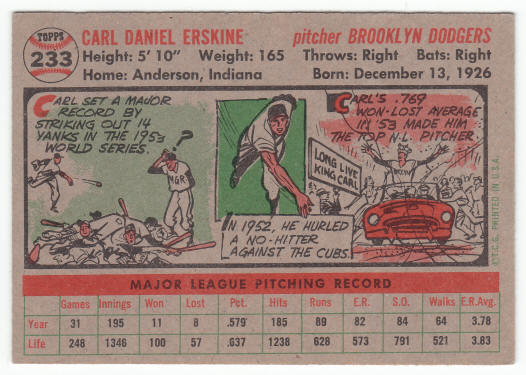 TOPPS
233
CARL DANIEL ERSKINE pitcher BROOKLYN DODGERS
Height: 5' 10" Weight: 165 Throws: Right Bats: Right
Home: Anderson, Indiana Born: December 13, 1926
CARL SET A MAJOR
RECORD BY
STRIKING OUT 14
YANKS IN THE 1953
WORLD SERIES.
?
MGR
IN 1952, HE HURLED
A NO-HITTER
AGAINST THE CUBS.
CARL'S .769
WON-LOST AVERAGE
IN '53 MADE HIM
THE TOP N.L. PITCHER.
LONG LIVE
KING CARL
©T.C.G. PRINTED IN U.S.A.
MAJOR LEAGUE PITCHING RECORD
Games Innings Won Lost Pct. Hits Runs E.R. S.O. Walks E.R.Avg.
Year 31 195 11 8 .579 185 89 82 84 64 3.78
Life 248 1346 100 57 .637 1238 628 573 791 521 3.83